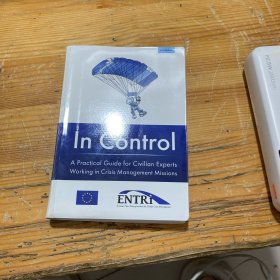 In Control
A Practical Guide for Civilian Experts
Working in Crisis Management Missions
ENTRi